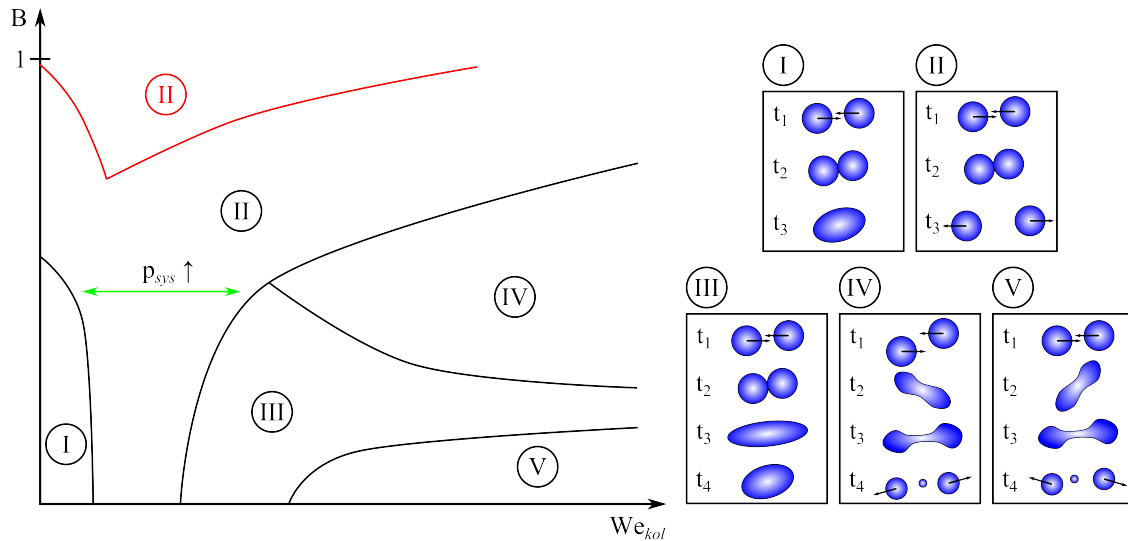 B
1
II
II
p_sys ↑
IV
III
I
V
We_kol
I
t₁
t₂
t₃
II
t₁
t₂
t₃
III
t₁
t₂
t₃
t₄
IV
t₁
t₂
t₃
t₄
V
t₁
t₂
t₃
t₄